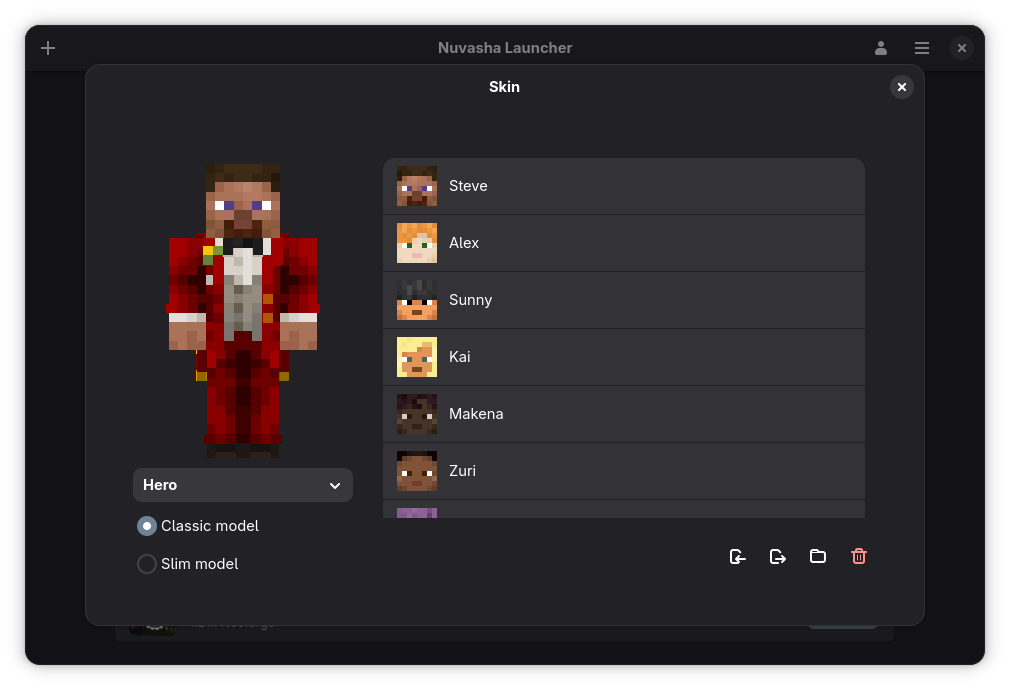 Nuvasha Launcher
Skin
Steve
Alex
Sunny
Kai
Makena
Zuri
Hero
Classic model
Slim model